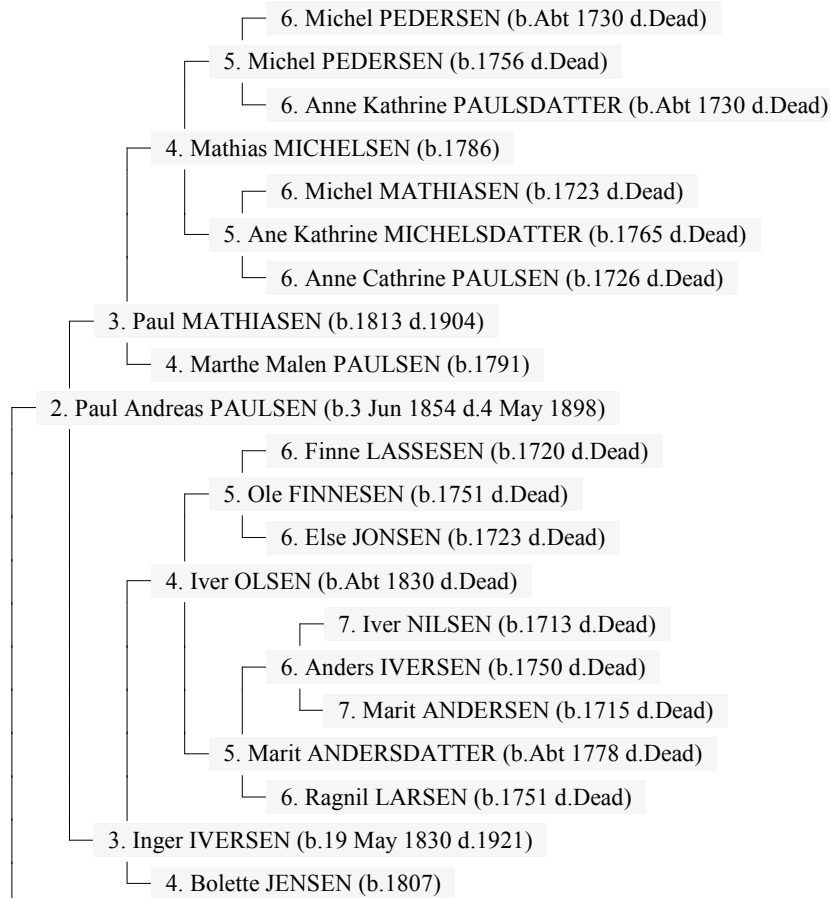 6. Michel PEDERSEN (b.Abt 1730 d.Dead)
5. Michel PEDERSEN (b.1756 d.Dead)
6. Anne Kathrine PAULSDATTER (b.Abt 1730 d.Dead)
4. Mathias MICHELSEN (b.1786)
6. Michel MATHIASEN (b.1723 d.Dead)
5. Ane Kathrine MICHELSDATTER (b.1765 d.Dead)
6. Anne Cathrine PAULSEN (b.1726 d.Dead)
3. Paul MATHIASEN (b.1813 d.1904)
4. Marthe Malen PAULSEN (b.1791)
2. Paul Andreas PAULSEN (b.3 Jun 1854 d.4 May 1898)
6. Finne LASSESEN (b.1720 d.Dead)
5. Ole FINNESEN (b.1751 d.Dead)
6. Else JONSEN (b.1723 d.Dead)
4. Iver OLSEN (b.Abt 1830 d.Dead)
7. Iver NILSEN (b.1713 d.Dead)
6. Anders IVERSEN (b.1750 d.Dead)
7. Marit ANDERSEN (b.1715 d.Dead)
5. Marit ANDERSDATTER (b.Abt 1778 d.Dead)
6. Ragnil LARSEN (b.1751 d.Dead)
3. Inger IVERSEN (b.19 May 1830 d.1921)
4. Bolette JENSEN (b.1807)